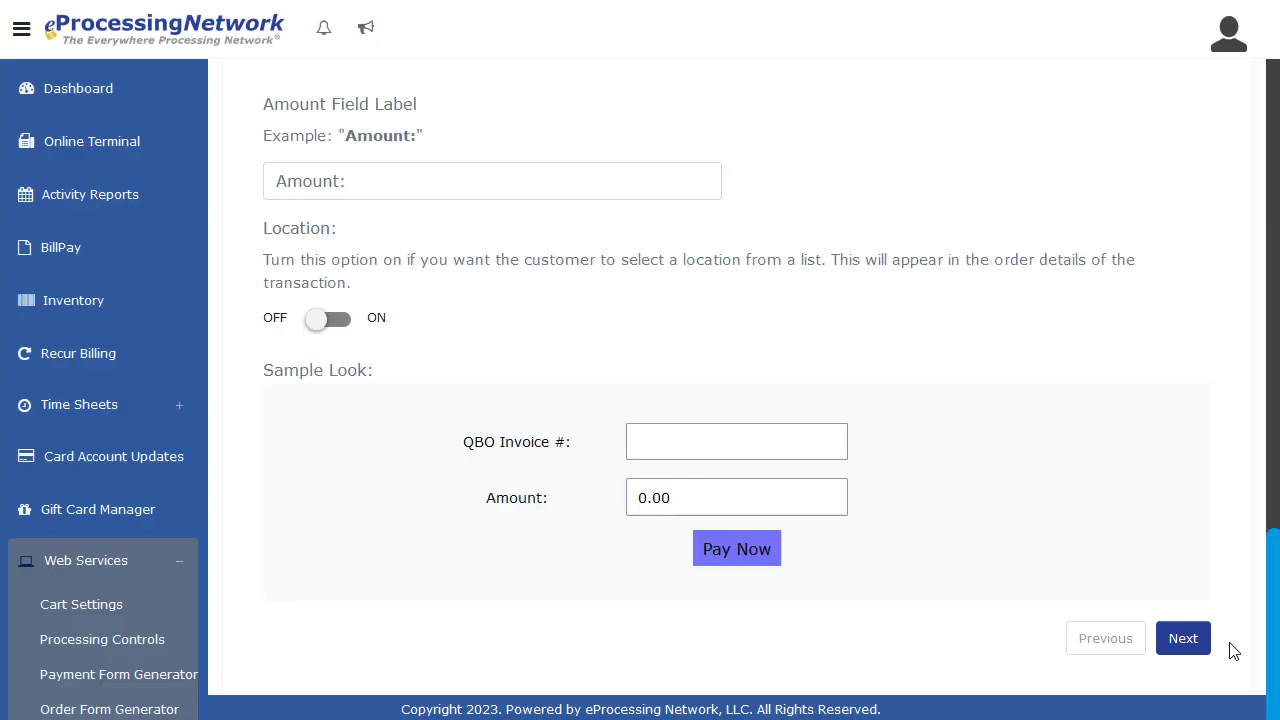 eProcessingNetwork
The Everywhere Processing Network®
Dashboard
Online Terminal
Activity Reports
BillPay
Inventory
Recur Billing
Time Sheets +
Card Account Updates
Gift Card Manager
Web Services –
Cart Settings
Processing Controls
Payment Form Generator
Order Form Generator
Amount Field Label
Example: "Amount:"
Amount:
Location:
Turn this option on if you want the customer to select a location from a list. This will appear in the order details of the
transaction.
OFF ON
Sample Look:
QBO Invoice #:
Amount: 0.00
Pay Now
Previous Next
Copyright 2023. Powered by eProcessing Network, LLC. All Rights Reserved.